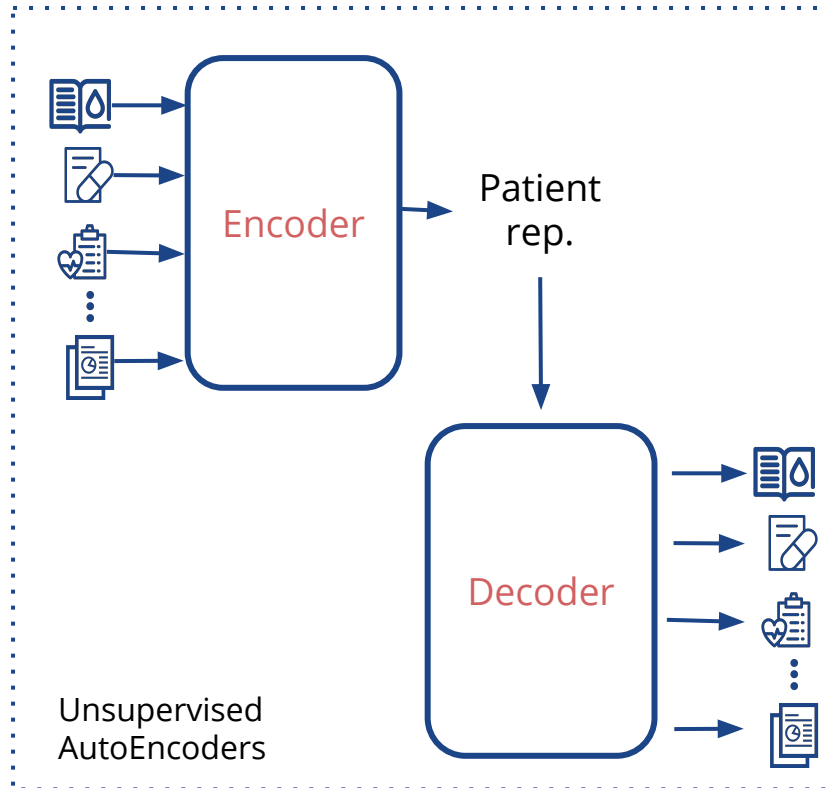 Encoder
Patient
rep.
Decoder
Unsupervised
AutoEncoders